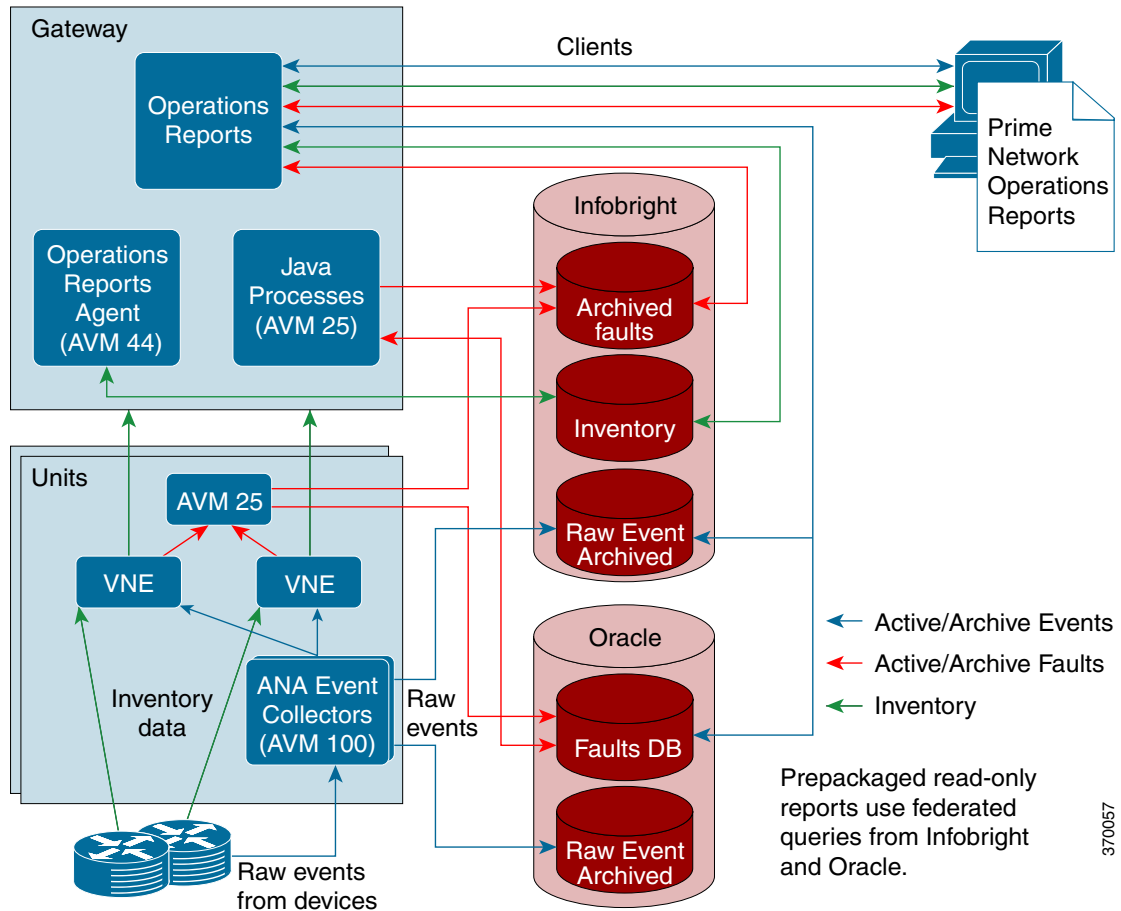 Gateway
Clients
Operations
Reports
Prime
Network
Operations
Reports
Infobright
Operations
Reports
Agent
(AVM 44)
Java
Processes
(AVM 25)
Archived
faults
Inventory
Units
AVM 25
Raw Event
Archived
VNE
VNE
Oracle
Active/Archive Events
Active/Archive Faults
Inventory
Inventory
data
ANA Event
Collectors
(AVM 100)
Raw
events
Faults DB
Prepackaged read-only
reports use federated
queries from Infobright
and Oracle.
Raw Event
Archived
Raw events
from devices
370057